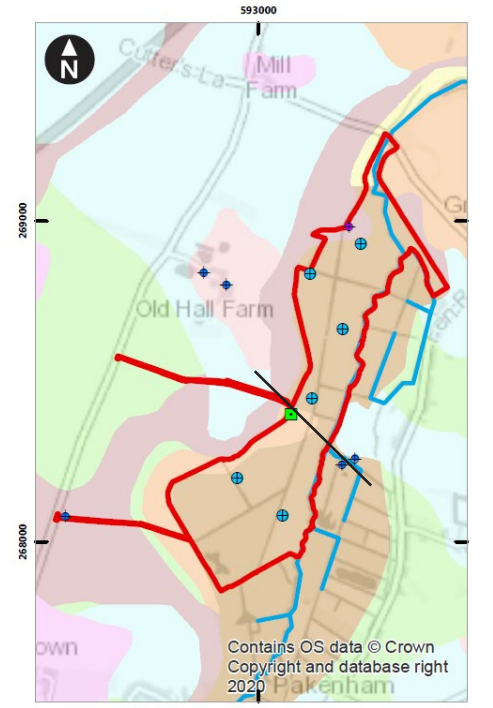 593000
N
Cutter's La
Mill
Farm
269000
Gr
Old Hall Farm
en R
268000
own
Contains OS data © Crown
Copyright and database right
2020
Pakenham